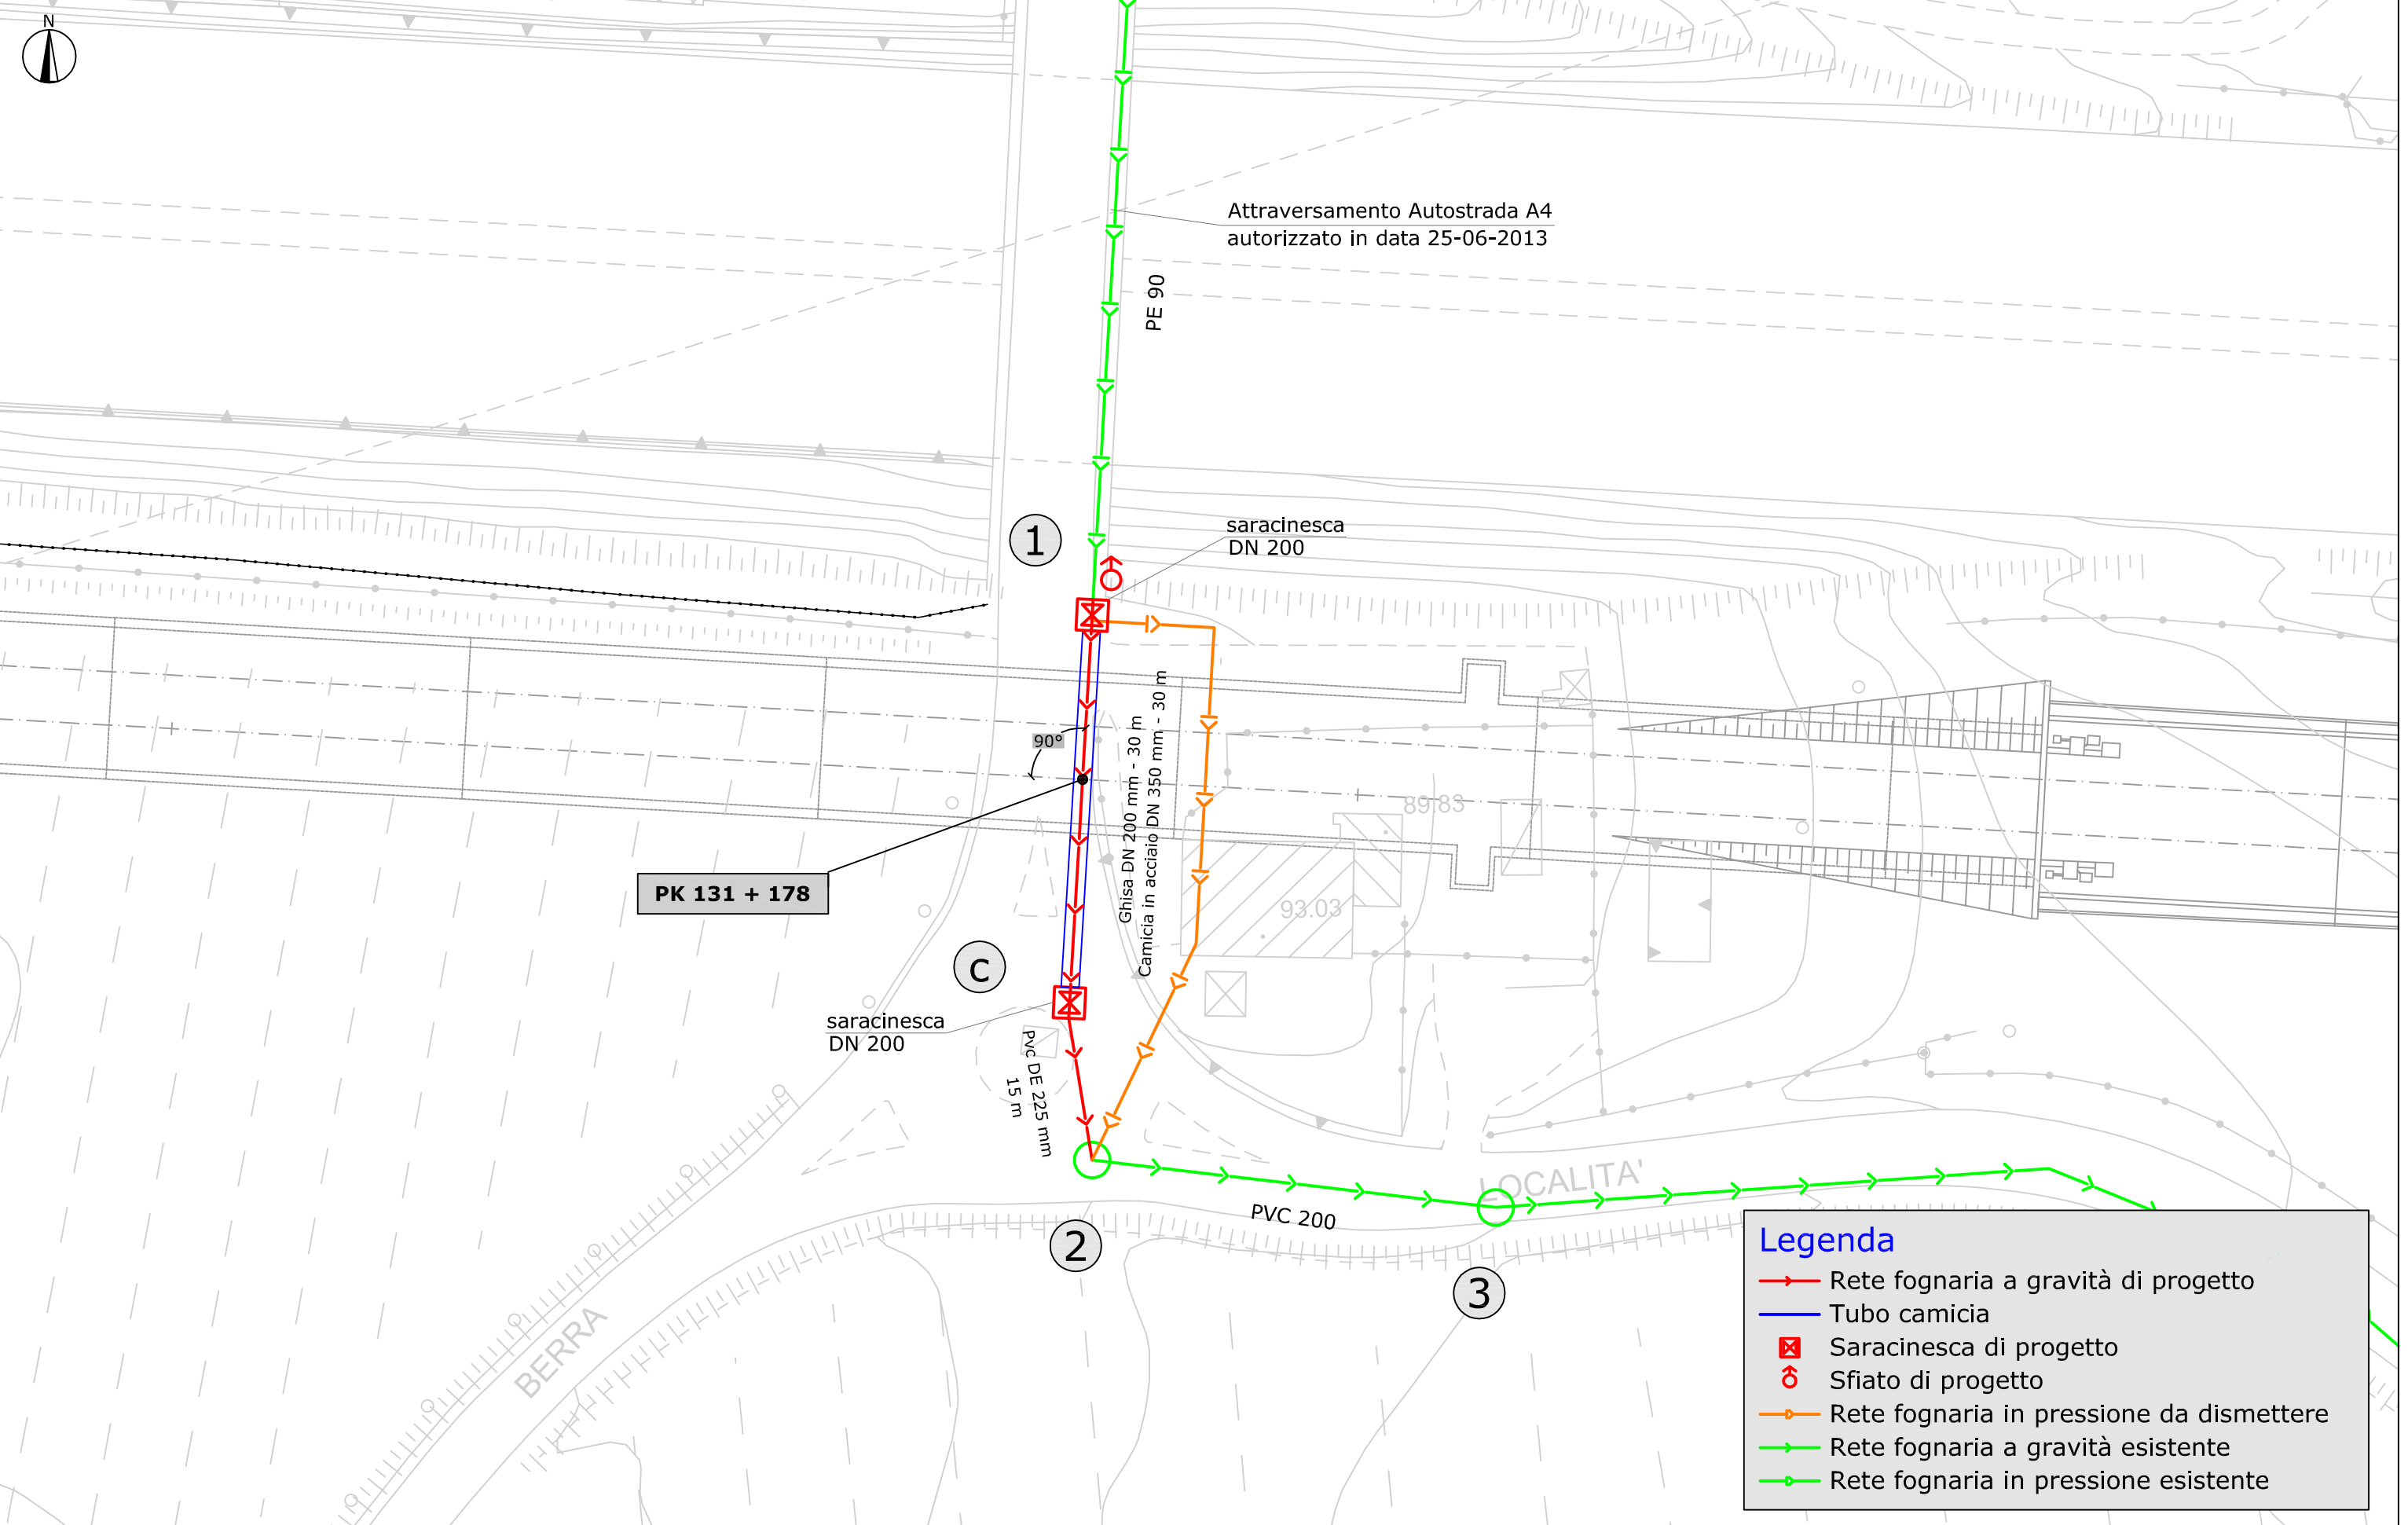 N
Attraversamento Autostrada A4
autorizzato in data 25-06-2013
PE 90
1
saracinesca
DN 200
90°
Ghisa DN 200 mm - 30 m
Camicia in acciaio DN 350 mm - 30 m
89.83
PK 131 + 178
93.03
c
saracinesca
DN 200
Pvc DE 225 mm
15 m
LOCALITA'
PVC 200
2
3
BERRA
Legenda
Rete fognaria a gravità di progetto
Tubo camicia
Saracinesca di progetto
Sfiato di progetto
Rete fognaria in pressione da dismettere
Rete fognaria a gravità esistente
Rete fognaria in pressione esistente